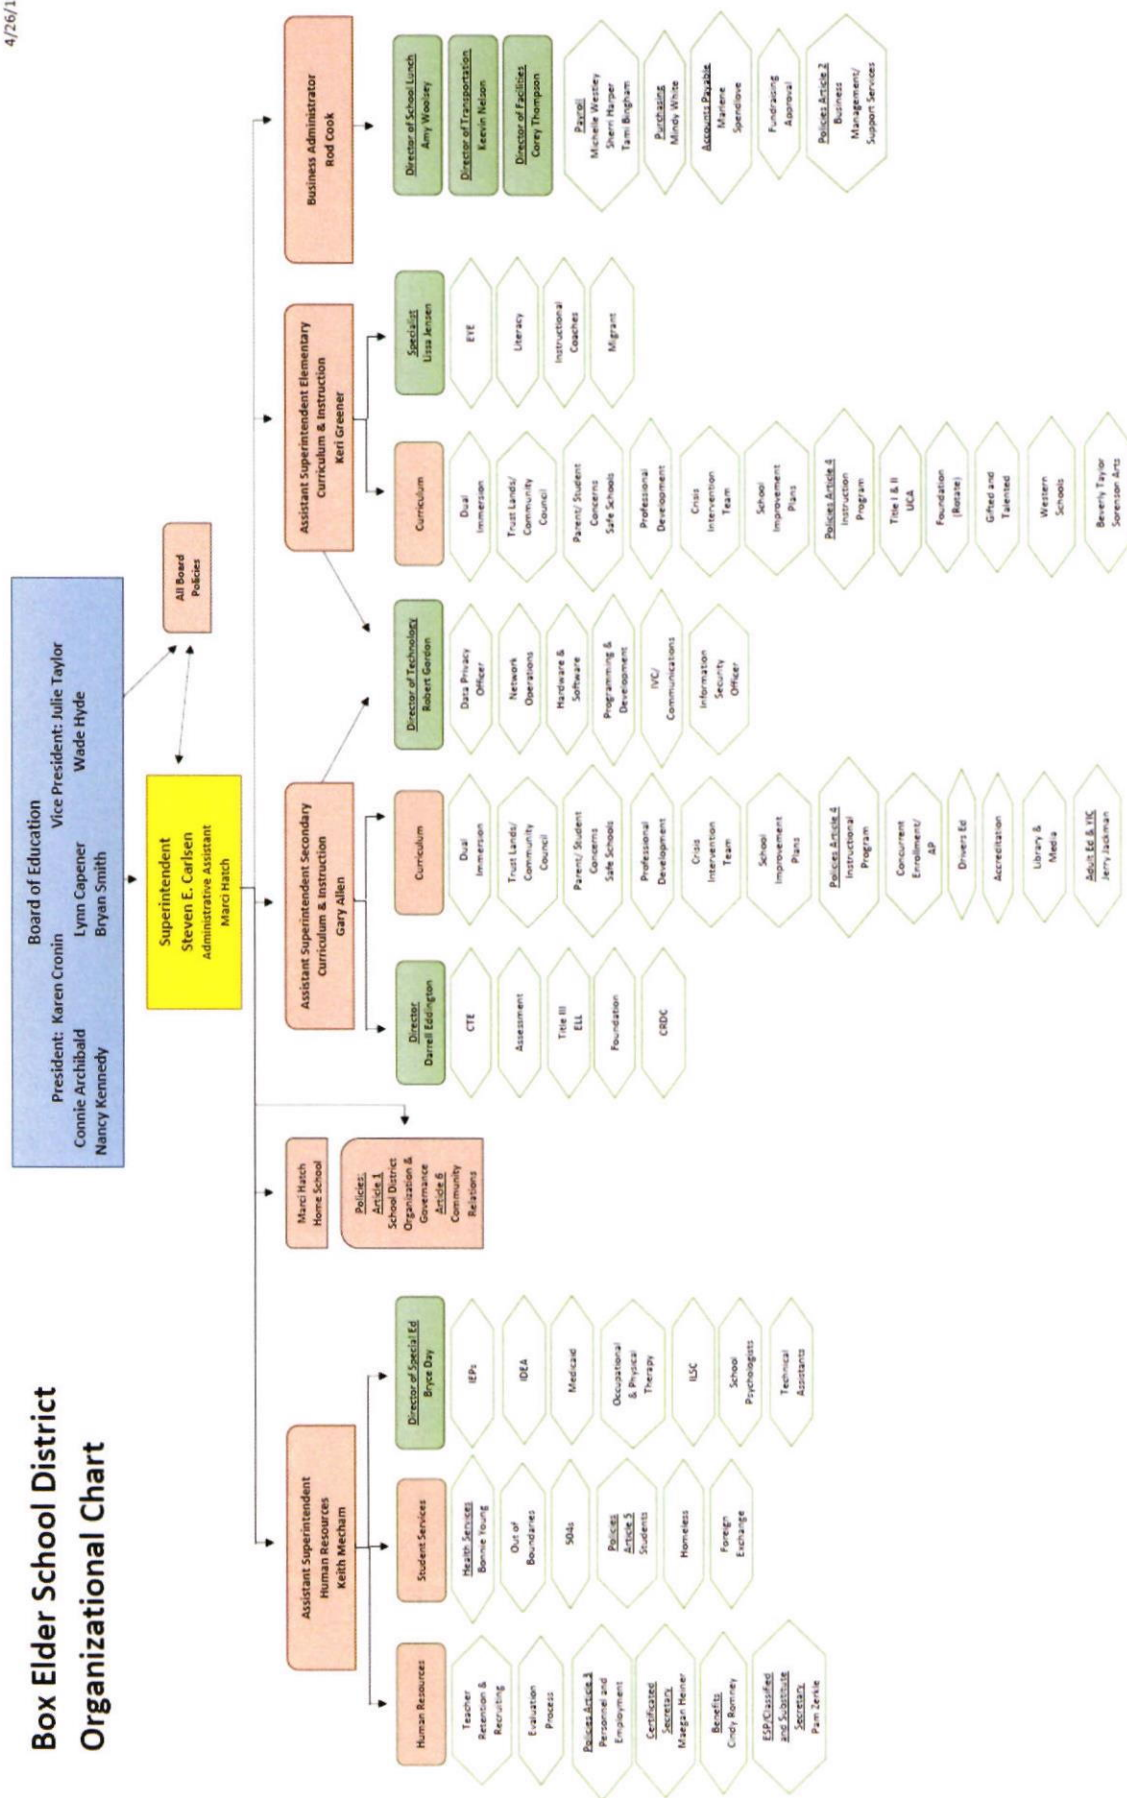 4/26/1
Box Elder School District
Organizational Chart
Board of Education
President: Karen Cronin Vice President: Julie Taylor
Connie Archibald Lynn Capener Wade Hyde
Nancy Kennedy Bryan Smith
All Board
Policies
Superintendent
Steven E. Carlsen
Administrative Assistant
Marci Hatch
Assistant Superintendent
Human Resources
Keith Mecham
Human Resources
Teacher
Retention &
Recruiting
Evaluation
Process
Policies Article 3
Personnel and
Employment
Certificated
Secretary
Maegan Heiner
Benefits
Cindy Romney
ESP/Classified
and Substitute
Secretary
Pam Zerkle
Student Services
Health Services
Bonnie Young
Out of
Boundaries
504s
Policies
Article 5
Students
Homeless
Foreign
Exchange
Director of Special Ed
Bryce Day
IEPs
IDEA
Medicaid
Occupational
& Physical
Therapy
ILSC
School
Psychologists
Technical
Assistants
Marci Hatch
Home School
Policies:
Article 1
School District
Organization &
Governance
Article 6
Community
Relations
Assistant Superintendent Secondary
Curriculum & Instruction
Gary Allen
Director
Darrell Eddington
CTE
Assessment
Title III
ELL
Foundation
CRDC
Curriculum
Dual
Immersion
Trust Lands/
Community
Council
Parent/ Student
Concerns
Safe Schools
Professional
Development
Crisis
Intervention
Team
School
Improvement
Plans
Policies Article 4
Instructional
Program
Concurrent
Enrollment/
AP
Drivers Ed
Accreditation
Library &
Media
Adult Ed & YIC
Jerry Jackman
Director of Technology
Robert Gordon
Data Privacy
Officer
Network
Operations
Hardware &
Software
Programming &
Development
IVC/
Communications
Information
Security
Officer
Assistant Superintendent Elementary
Curriculum & Instruction
Keri Greener
Curriculum
Dual
Immersion
Trust Lands/
Community
Council
Parent/ Student
Concerns
Safe Schools
Professional
Development
Crisis
Intervention
Team
School
Improvement
Plans
Policies Article 4
Instruction
Program
Title I & II
UCA
Foundation
(Rotate)
Gifted and
Talented
Western
Schools
Beverly Taylor
Sorenson Arts
Specialist
Lissa Jensen
EYE
Literacy
Instructional
Coaches
Migrant
Business Administrator
Rod Cook
Director of School Lunch
Amy Woolsey
Director of Transportation
Keevin Nelson
Director of Facilities
Corey Thompson
Payroll
Michelle Westley
Sherri Harper
Tami Bingham
Purchasing
Mindy White
Accounts Payable
Marlene
Spendlove
Fundraising
Approval
Policies Article 2
Business
Management/
Support Services